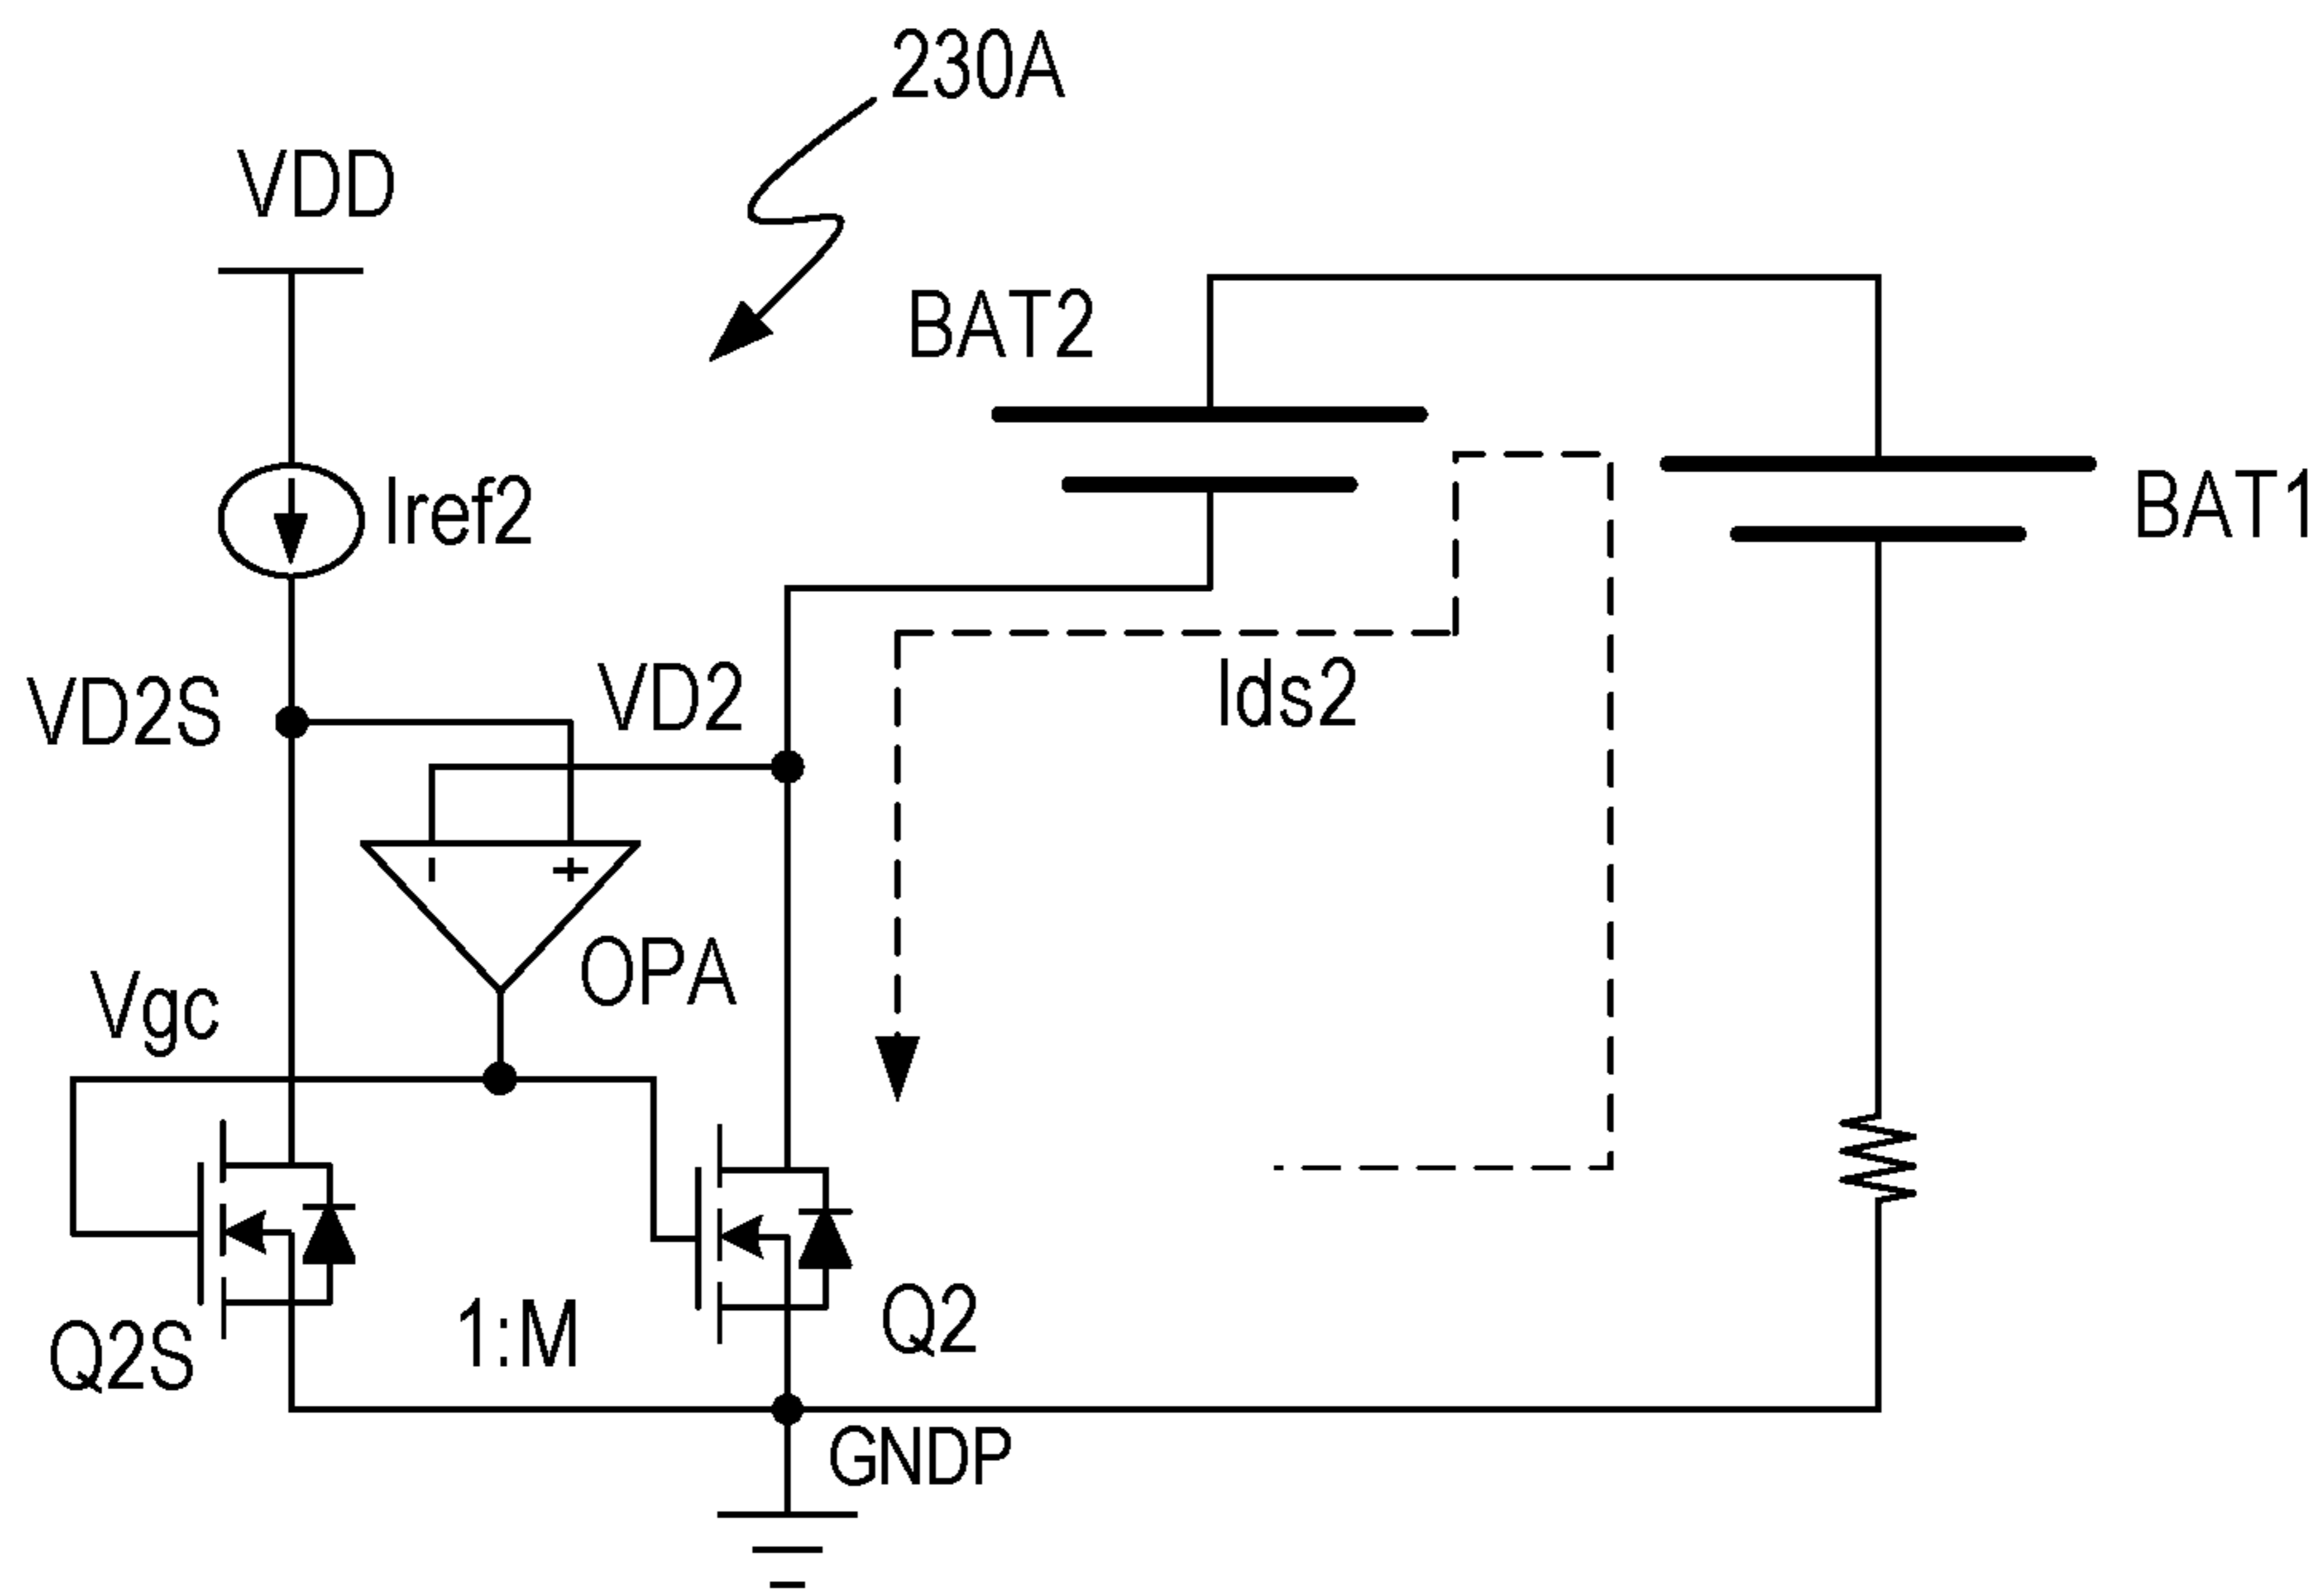 230A
VDD
BAT2
Iref2
BAT1
VD2S
VD2
Ids2
- +
OPA
Vgc
Q2S
1:M
Q2
GNDP